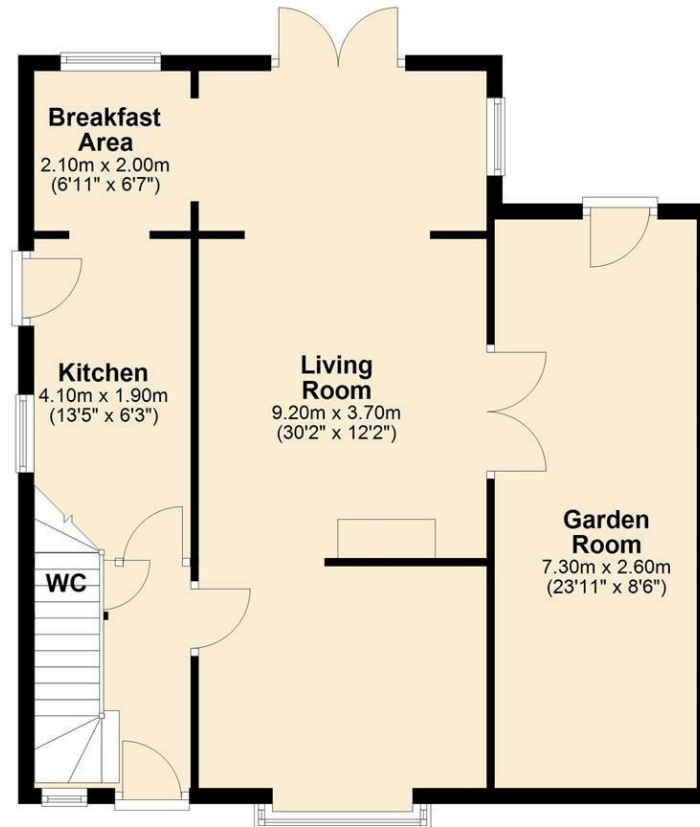 Breakfast
Area
2.10m x 2.00m
(6'11" x 6'7")
Kitchen
4.10m x 1.90m
(13'5" x 6'3")
Living
Room
9.20m x 3.70m
(30'2" x 12'2")
WC
Garden
Room
7.30m x 2.60m
(23'11" x 8'6")